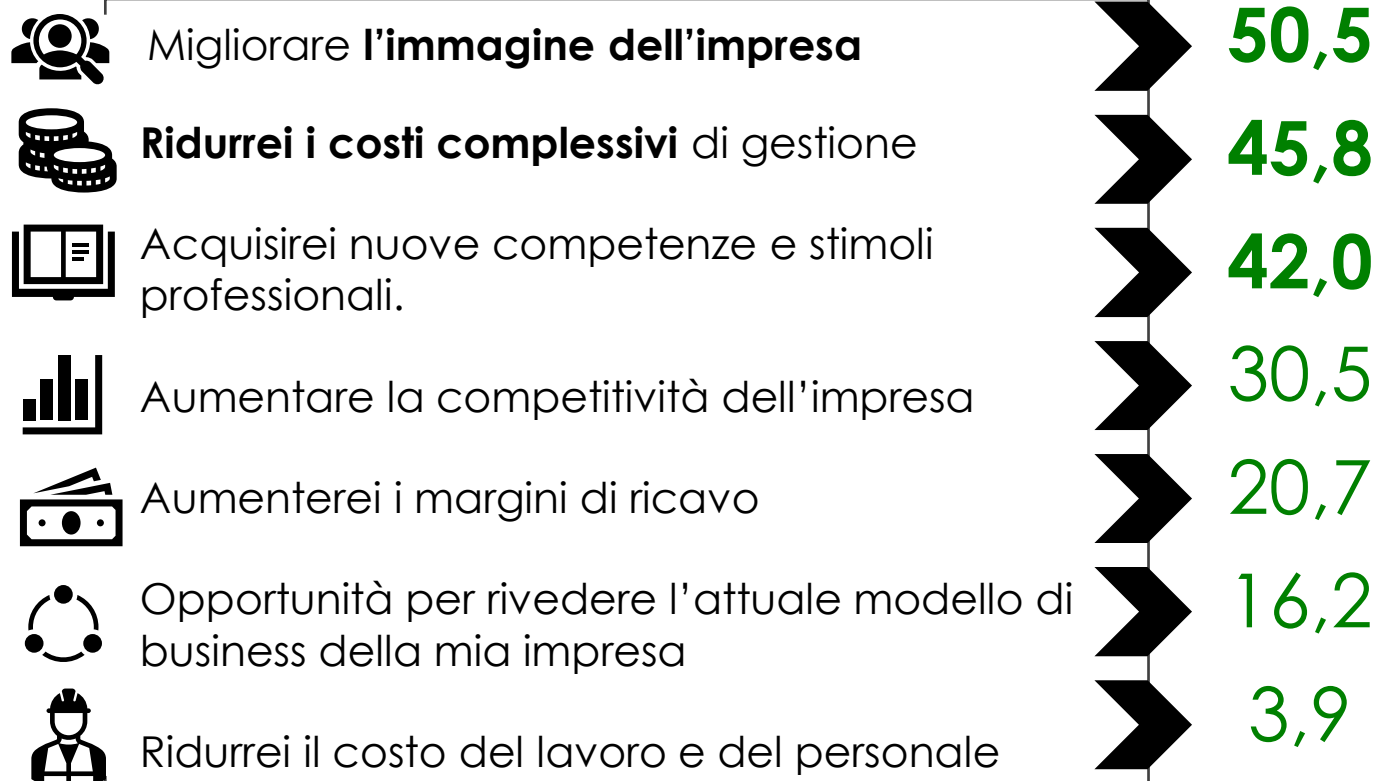 Migliorare l’immagine dell’impresa 50,5
Ridurrei i costi complessivi di gestione 45,8
Acquisirei nuove competenze e stimoli
professionali. 42,0
Aumentare la competitività dell’impresa 30,5
Aumenterei i margini di ricavo 20,7
Opportunità per rivedere l’attuale modello di
business della mia impresa 16,2
Ridurrei il costo del lavoro e del personale 3,9